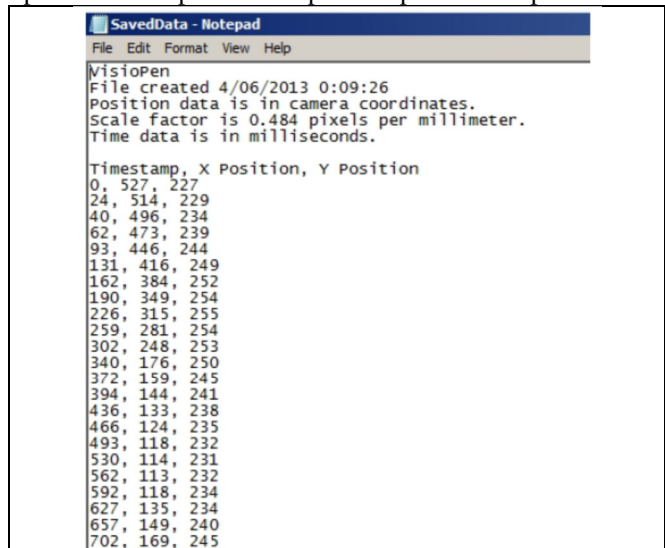 SavedData - Notepad
File Edit Format View Help
VisioPen
File created 4/06/2013 0:09:26
Position data is in camera coordinates.
Scale factor is 0.484 pixels per millimeter.
Time data is in milliseconds.
Timestamp, X Position, Y Position
0, 527, 227
24, 514, 229
40, 496, 234
62, 473, 239
93, 446, 244
131, 416, 249
162, 384, 252
190, 349, 254
226, 315, 255
259, 281, 254
302, 248, 253
340, 176, 250
372, 159, 245
394, 144, 241
436, 133, 238
466, 124, 235
493, 118, 232
530, 114, 231
562, 113, 232
592, 118, 234
627, 135, 234
657, 149, 240
702, 169, 245